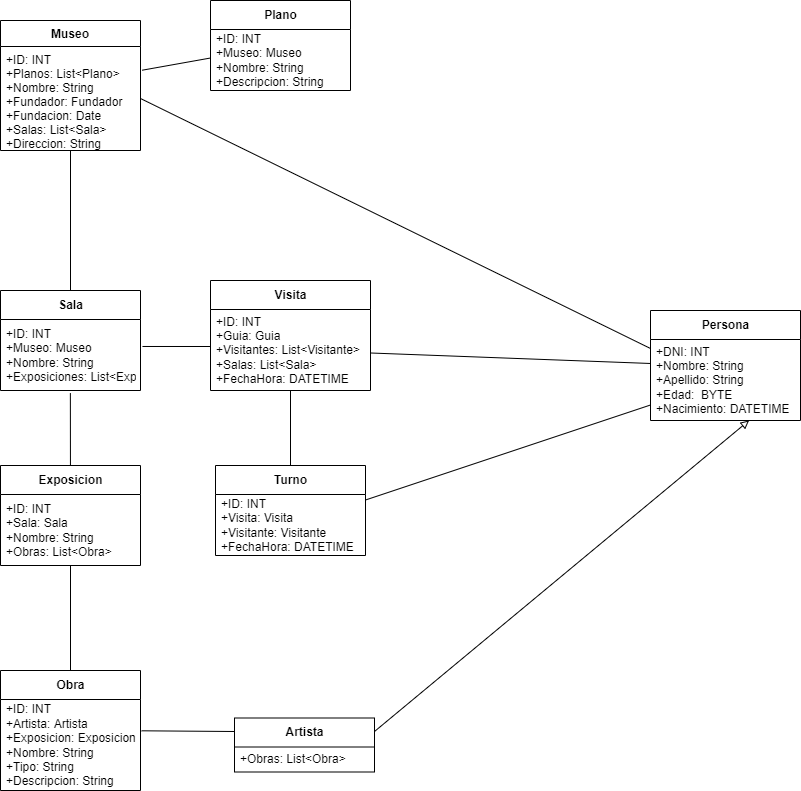 Museo
+ID: INT
+Planos: List<Plano>
+Nombre: String
+Fundador: Fundador
+Fundacion: Date
+Salas: List<Sala>
+Direccion: String
Plano
+ID: INT
+Museo: Museo
+Nombre: String
+Descripcion: String
Sala
+ID: INT
+Museo: Museo
+Nombre: String
+Exposiciones: List<Exp
Visita
+ID: INT
+Guia: Guia
+Visitantes: List<Visitante>
+Salas: List<Sala>
+FechaHora: DATETIME
Persona
+DNI: INT
+Nombre: String
+Apellido: String
+Edad:  BYTE
+Nacimiento: DATETIME
Exposicion
+ID: INT
+Sala: Sala
+Nombre: String
+Obras: List<Obra>
Turno
+ID: INT
+Visita: Visita
+Visitante: Visitante
+FechaHora: DATETIME
Obra
+ID: INT
+Artista: Artista
+Exposicion: Exposicion
+Nombre: String
+Tipo: String
+Descripcion: String
Artista
+Obras: List<Obra>